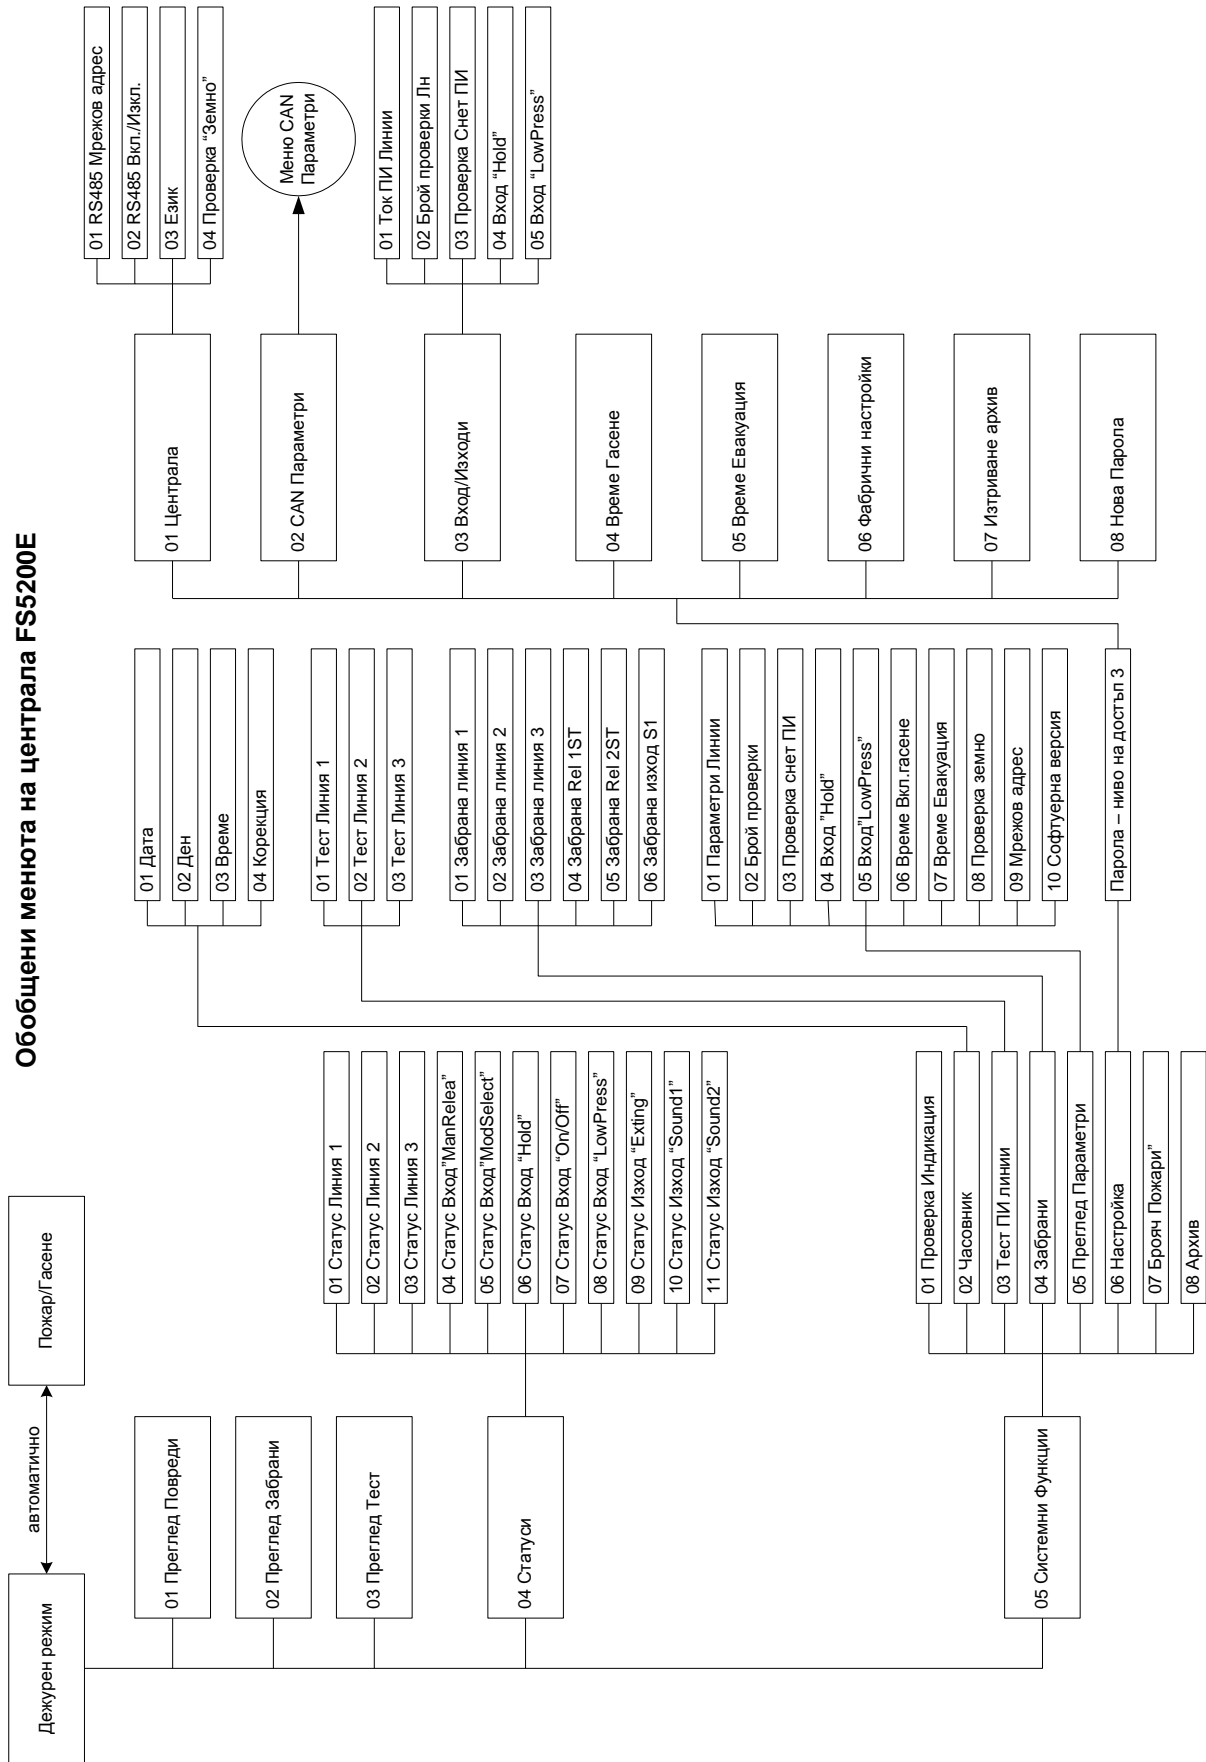 Обобщени менюта на централа FS5200E
Дежурен режим
автоматично
Пожар/Гасене
01 Преглед Повреди
02 Преглед Забрани
03 Преглед Тест
04 Статуси
05 Системни Функции
01 Статус Линия 1
02 Статус Линия 2
03 Статус Линия 3
04 Статус Вход”ManRelea”
05 Статус Вход”ModSelect”
06 Статус Вход “Hold”
07 Статус Вход “On/Off”
08 Статус Вход “LowPress”
09 Статус Изход “Exting”
10 Статус Изход “Sound1”
11 Статус Изход “Sound2”
01 Проверка Индикация
02 Часовник
03 Тест ПИ линии
04 Забрани
05 Преглед Параметри
06 Настройка
07 Брояч Пожари”
08 Архив
01 Дата
02 Ден
03 Време
04 Корекция
01 Тест Линия 1
02 Тест Линия 2
03 Тест Линия 3
01 Забрана линия 1
02 Забрана линия 2
03 Забрана линия 3
04 Забрана Rel 1ST
05 Забрана Rel 2ST
06 Забрана изход S1
01 Параметри Линии
02 Брой проверки
03 Проверка снет ПИ
04 Вход ”Hold”
05 Вход”LowPress”
06 Време Вкл.гасене
07 Време Евакуация
08 Проверка земно
09 Мрежов адрес
10 Софтуерна версия
Парола – ниво на достъп 3
01 Централа
02 CAN Параметри
03 Вход/Изходи
04 Време Гасене
05 Време Евакуация
06 Фабрични настройки
07 Изтриване архив
08 Нова Парола
01 RS485 Мрежов адрес
02 RS485 Вкл./Изкл.
03 Език
04 Проверка “Земно”
Меню CAN
Параметри
01 Ток ПИ Линии
02 Брой проверки Лн
03 Проверка Снет ПИ
04 Вход “Hold”
05 Вход “LowPress”